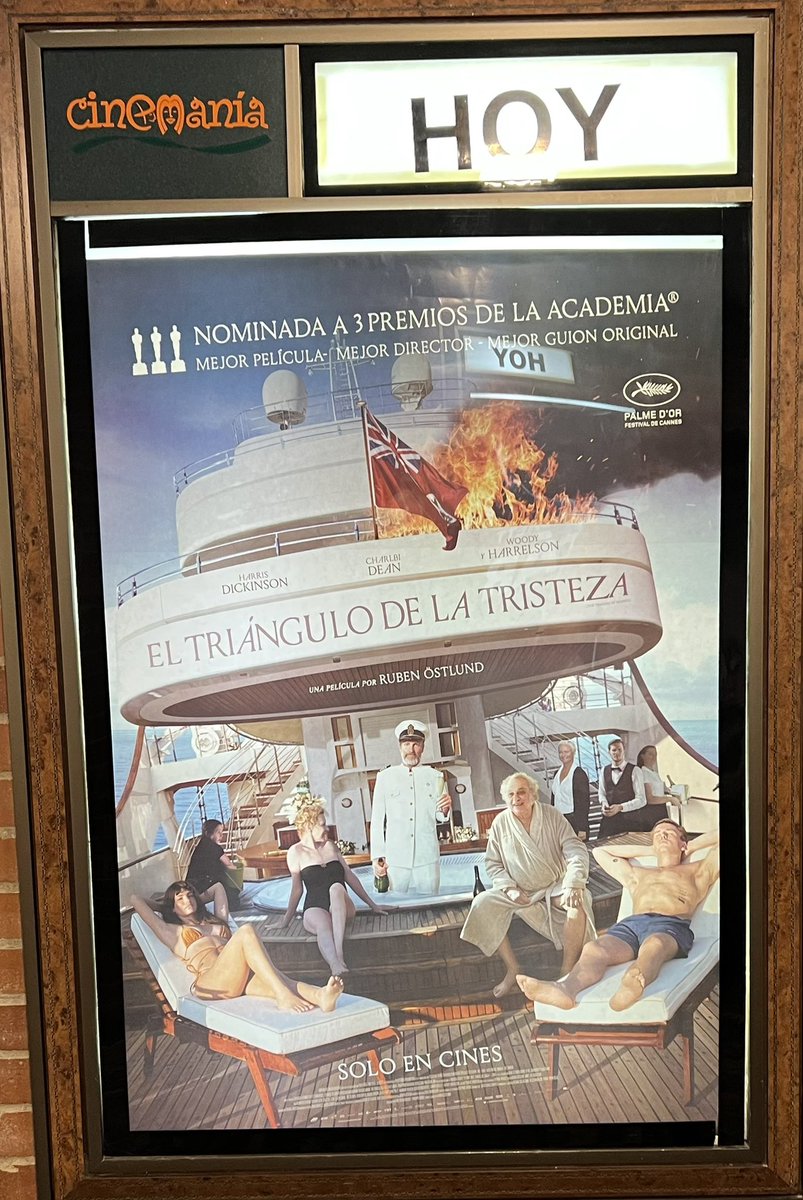 cinemanía
HOY
NOMINADA A 3 PREMIOS DE LA ACADEMIA®
MEJOR PELÍCULA- MEJOR DIRECTOR - MEJOR GUION ORIGINAL
YOH
PALME D'OR
FESTIVAL DE CANNES
HARRIS
DICKINSON
CHARLBI
DEAN
WOODY
Y HARRELSON
EL TRIÁNGULO DE LA TRISTEZA
UNA PELÍCULA POR RUBEN ÖSTLUND
SOLO EN CINES